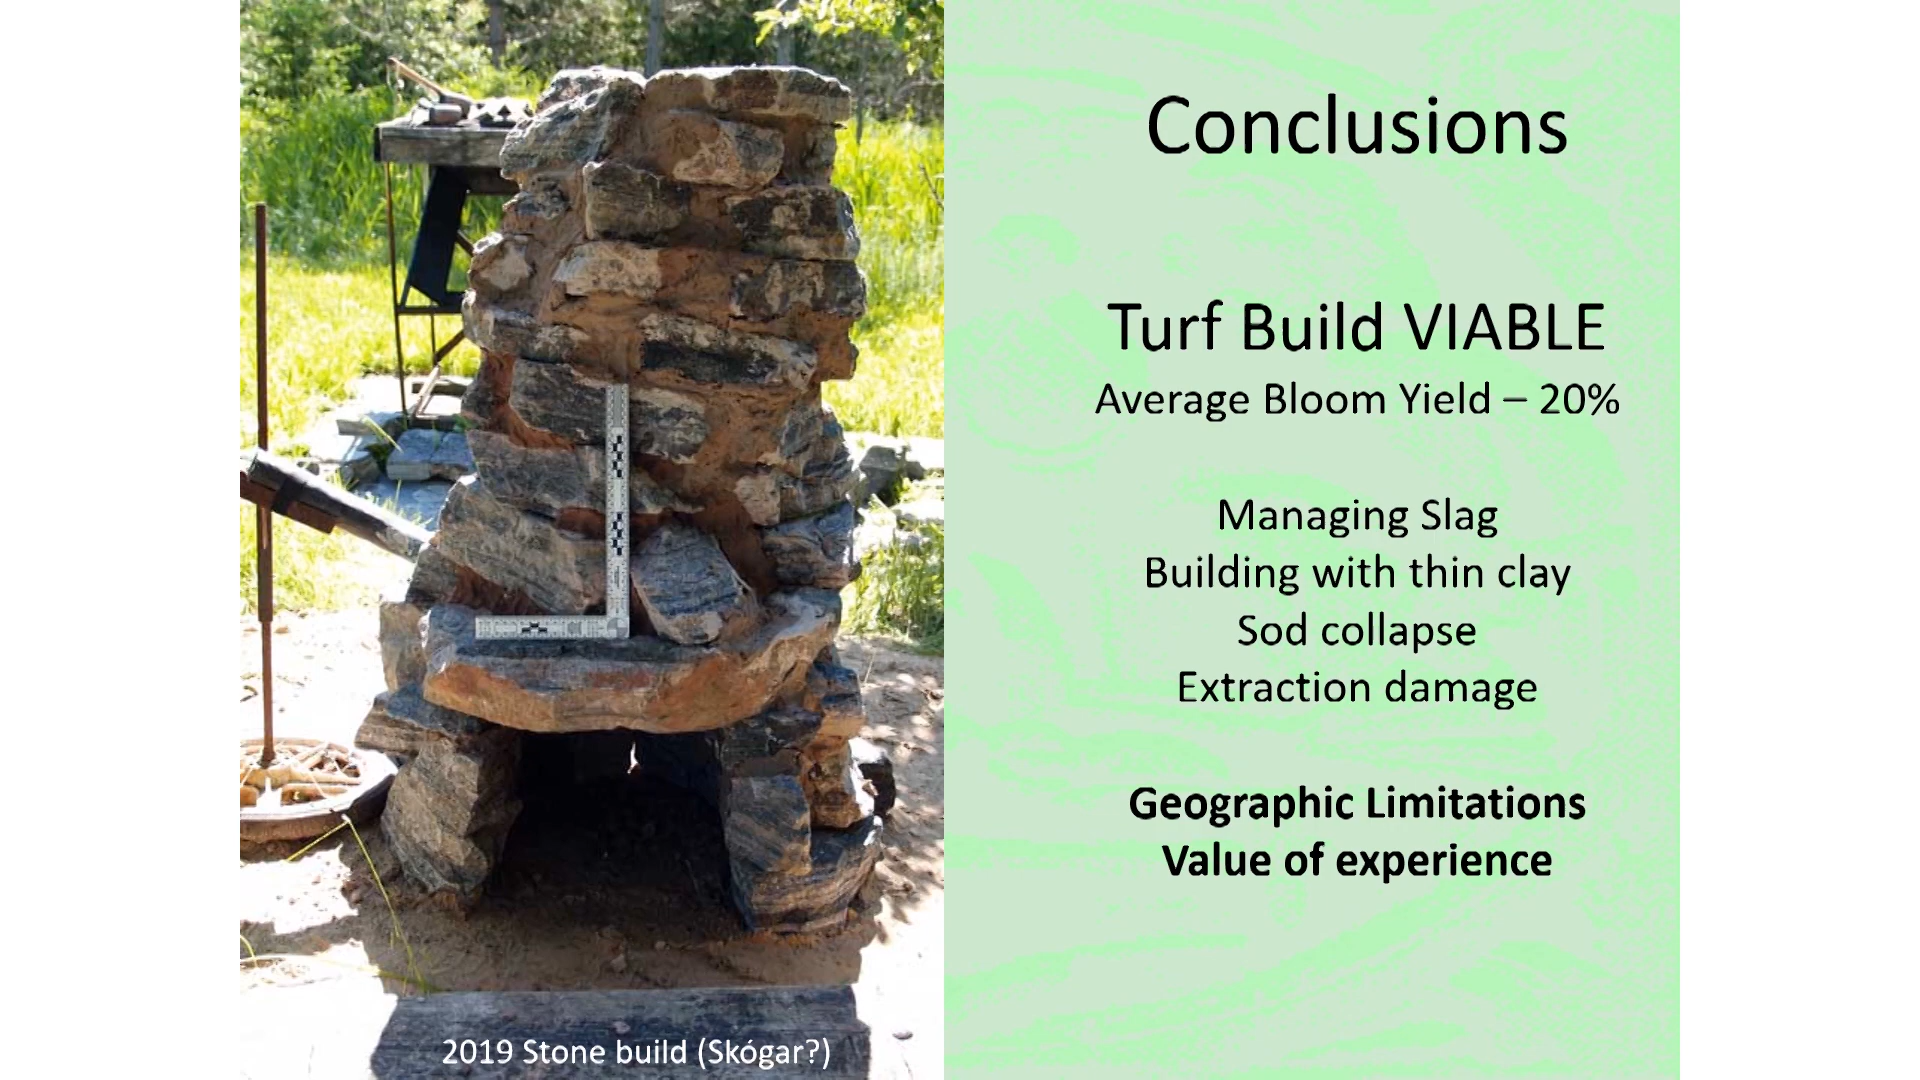 Conclusions
Turf Build VIABLE
Average Bloom Yield – 20%
Managing Slag
Building with thin clay
Sod collapse
Extraction damage
Geographic Limitations
Value of experience
2019 Stone build (Skógar?)